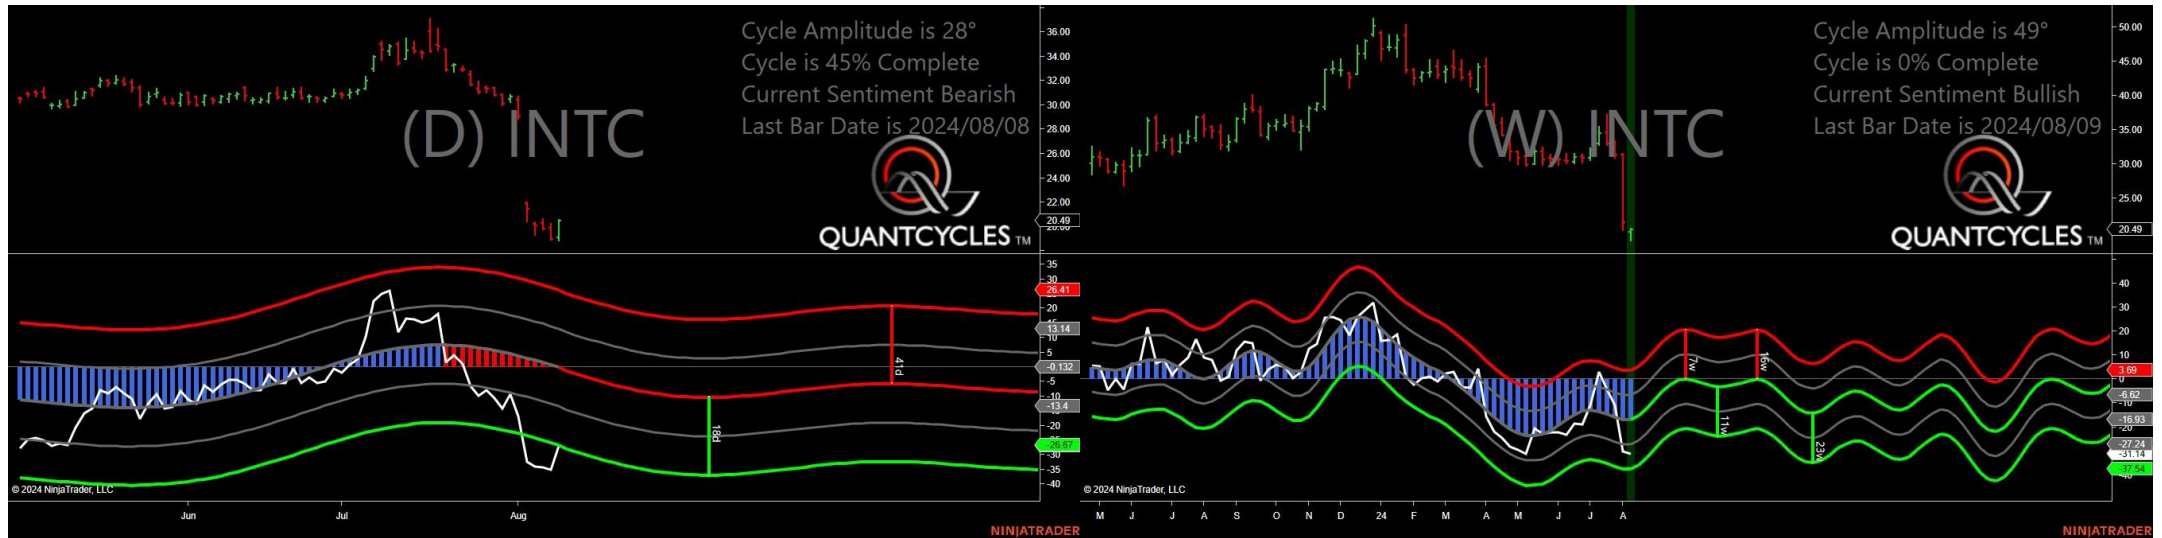 Cycle Amplitude is 28°
Cycle is 45% Complete
Current Sentiment Bearish
Last Bar Date is 2024/08/08
(D) INTC
QUANTCYCLES TM
36.00
34.00
32.00
30.00
28.00
26.00
24.00
22.00
20.49
35
30
26.41
20
13.14
10
5
-0.132
-5
-10
-13.4
-20
-26.67
-30
-35
-40
41d
18d
© 2024 NinjaTrader, LLC
Jun
Jul
Aug
NINJATRADER
Cycle Amplitude is 49°
Cycle is 0% Complete
Current Sentiment Bullish
Last Bar Date is 2024/08/09
(W) INTC
QUANTCYCLES TM
50.00
45.00
40.00
35.00
30.00
25.00
20.49
40
30
20
10
3.69
0
-6.62
-16.93
-27.24
-31.14
-37.54
7w
16w
11w
23w
© 2024 NinjaTrader, LLC
M J J A S O N D 24 F M A M J J A
NINJATRADER